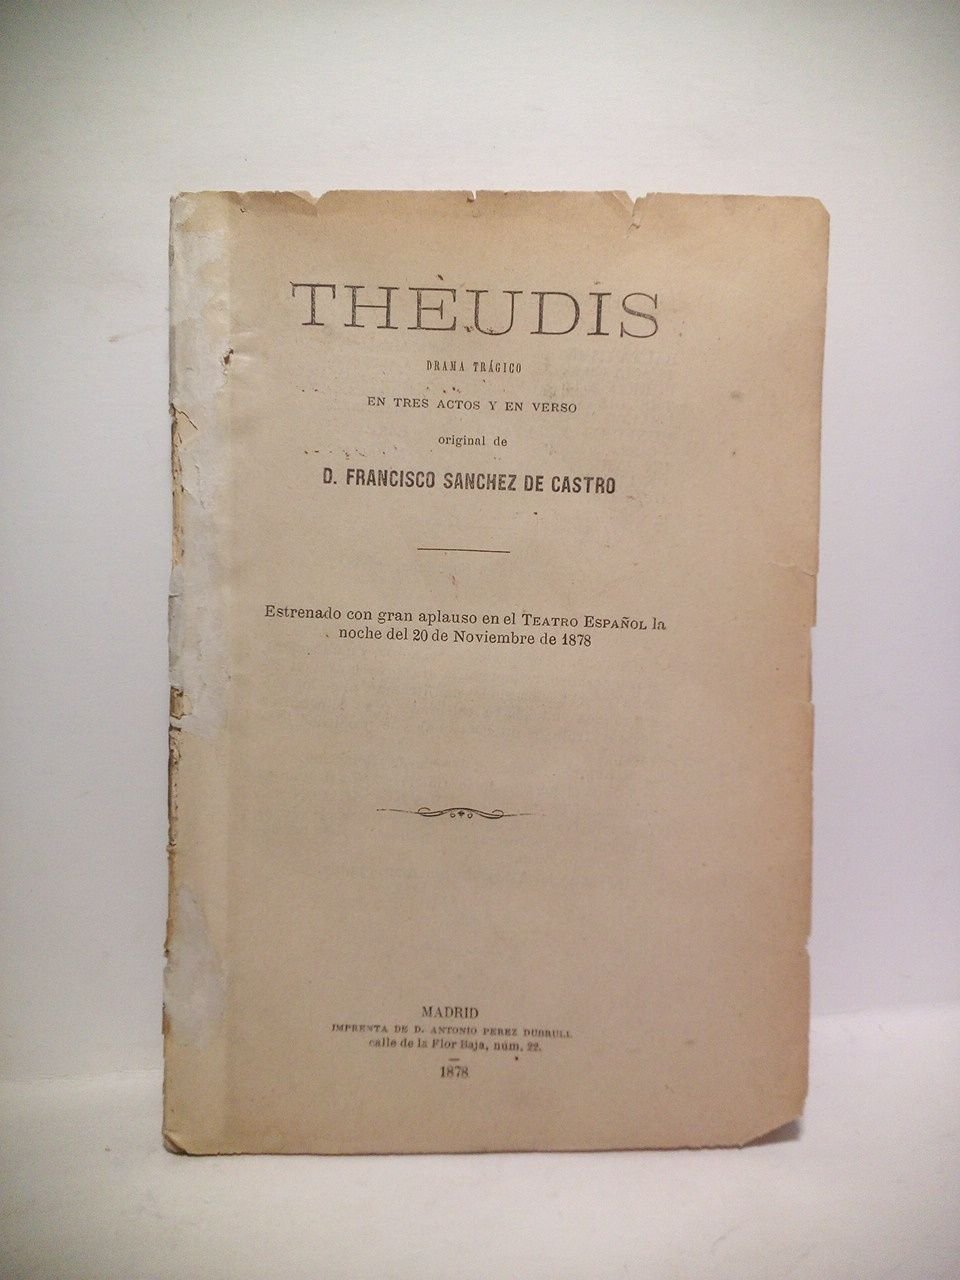 THÈUDIS
DRAMA TRÁGICO
EN TRES ACTOS Y EN VERSO
original de
D. FRANCISCO SANCHEZ DE CASTRO
Estrenado con gran aplauso en el TEATRO ESPAÑOL la
noche del 20 de Noviembre de 1878
MADRID
IMPRENTA DE D. ANTONIO PEREZ DUBRULL
calle de la Flor Baja, núm. 22.
1878